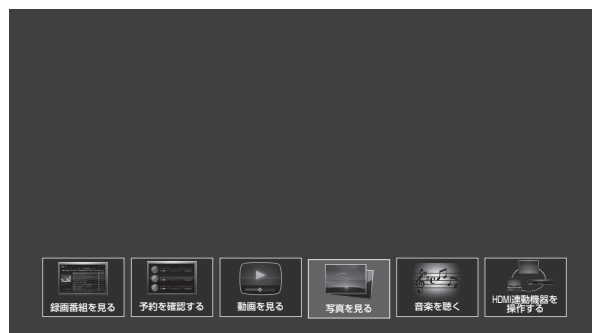 録画番組を見る
予約を確認する
動画を見る
写真を見る
音楽を聴く
HDMI連動機器を
操作する